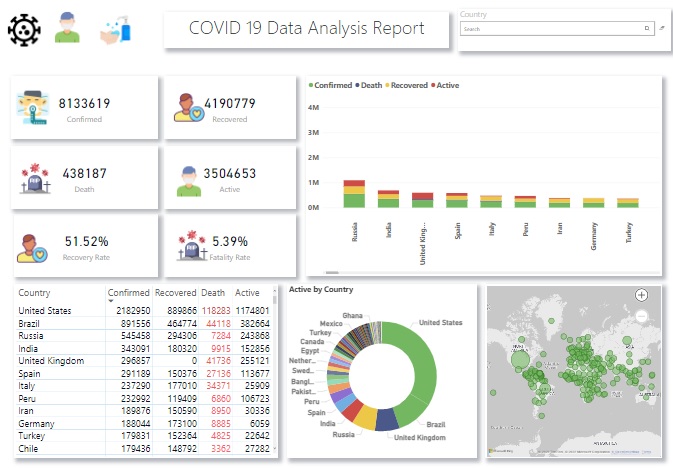 COVID 19 Data Analysis Report
Country
Search
8133619
Confirmed
4190779
Recovered
438187
Death
3504653
Active
51.52%
Recovery Rate
5.39%
Fatality Rate
Confirmed Death Recovered Active
4M
3M
2M
1M
0M
Russia
India
United King...
Spain
Italy
Peru
Iran
Germany
Turkey
Country Confirmed Recovered Death Active
United States 2182950 889866 118283 1174801
Brazil 891556 464774 44118 382664
Russia 545458 294306 7284 243868
India 343091 180320 9915 152856
United Kingdom 296857 0 41736 255121
Spain 291189 150376 27136 113677
Italy 237290 177010 34371 25909
Peru 232992 119409 6860 106723
Iran 189876 150590 8950 30336
Germany 188044 173100 8885 6059
Turkey 179831 152364 4825 22642
Chile 179436 148792 3362 27282
Active by Country
Ghana
Mexico
Turkey
Canada
Egypt
Nether...
Swed...
Bangl...
Pakist...
Peru
Spain
India
Russia
United Kingdom
Brazil
United States
ANTARCTICA